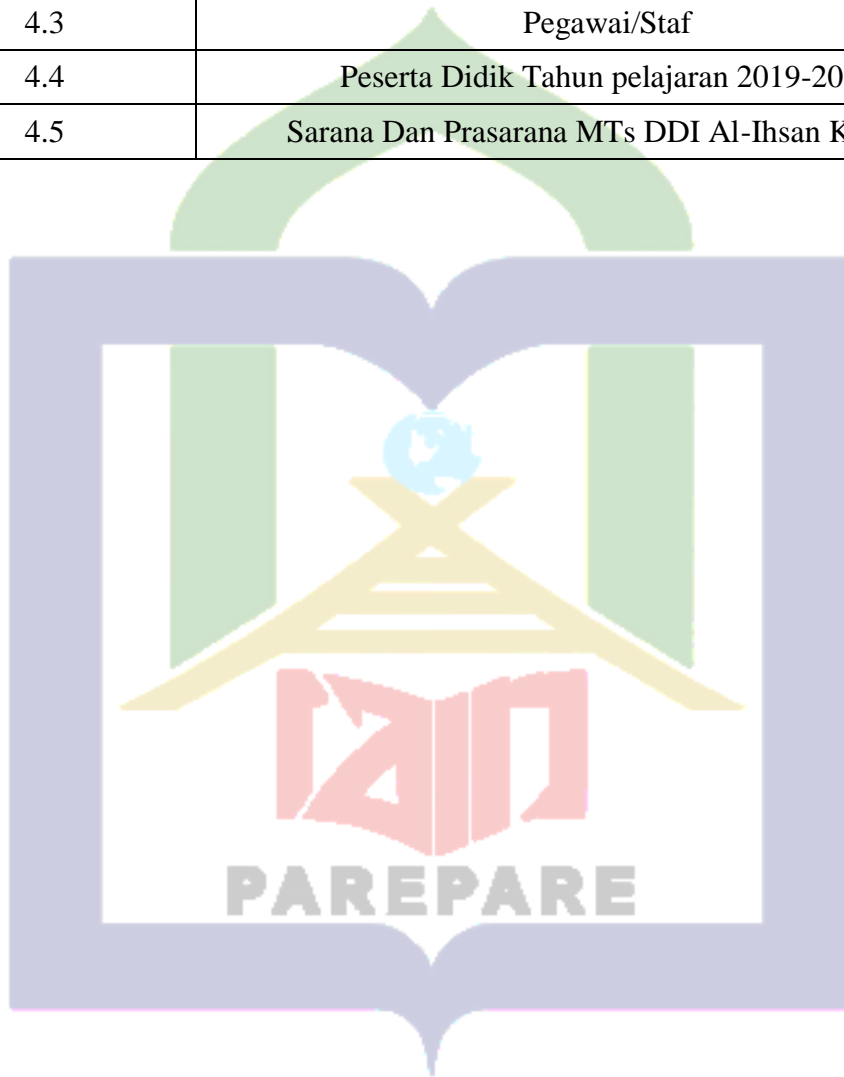 4.3 Pegawai/Staf
4.4 Peserta Didik Tahun pelajaran 2019-20
4.5 Sarana Dan Prasarana MTs DDI Al-Ihsan K
iain
PAREPARE